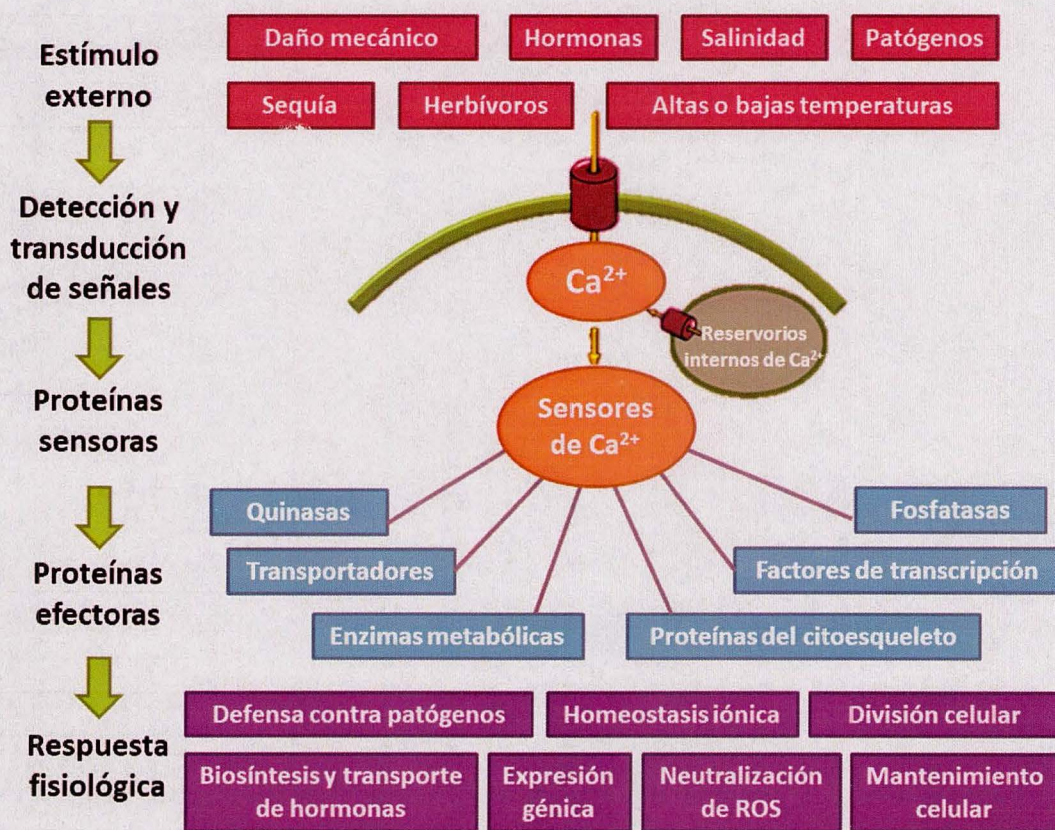 Estímulo
externo
Daño mecánico
Hormonas
Salinidad
Patógenos
Sequía
Herbívoros
Altas o bajas temperaturas
Detección y
transducción
de señales
Ca²⁺
Reservorios
internos de Ca²⁺
Proteínas
sensoras
Sensores
de Ca²⁺
Proteínas
efectoras
Quinasas
Fosfatasas
Transportadores
Factores de transcripción
Enzimas metabólicas
Proteínas del citoesqueleto
Respuesta
fisiológica
Defensa contra patógenos
Homeostasis iónica
División celular
Biosíntesis y transporte
de hormonas
Expresión
génica
Neutralización
de ROS
Mantenimiento
celular